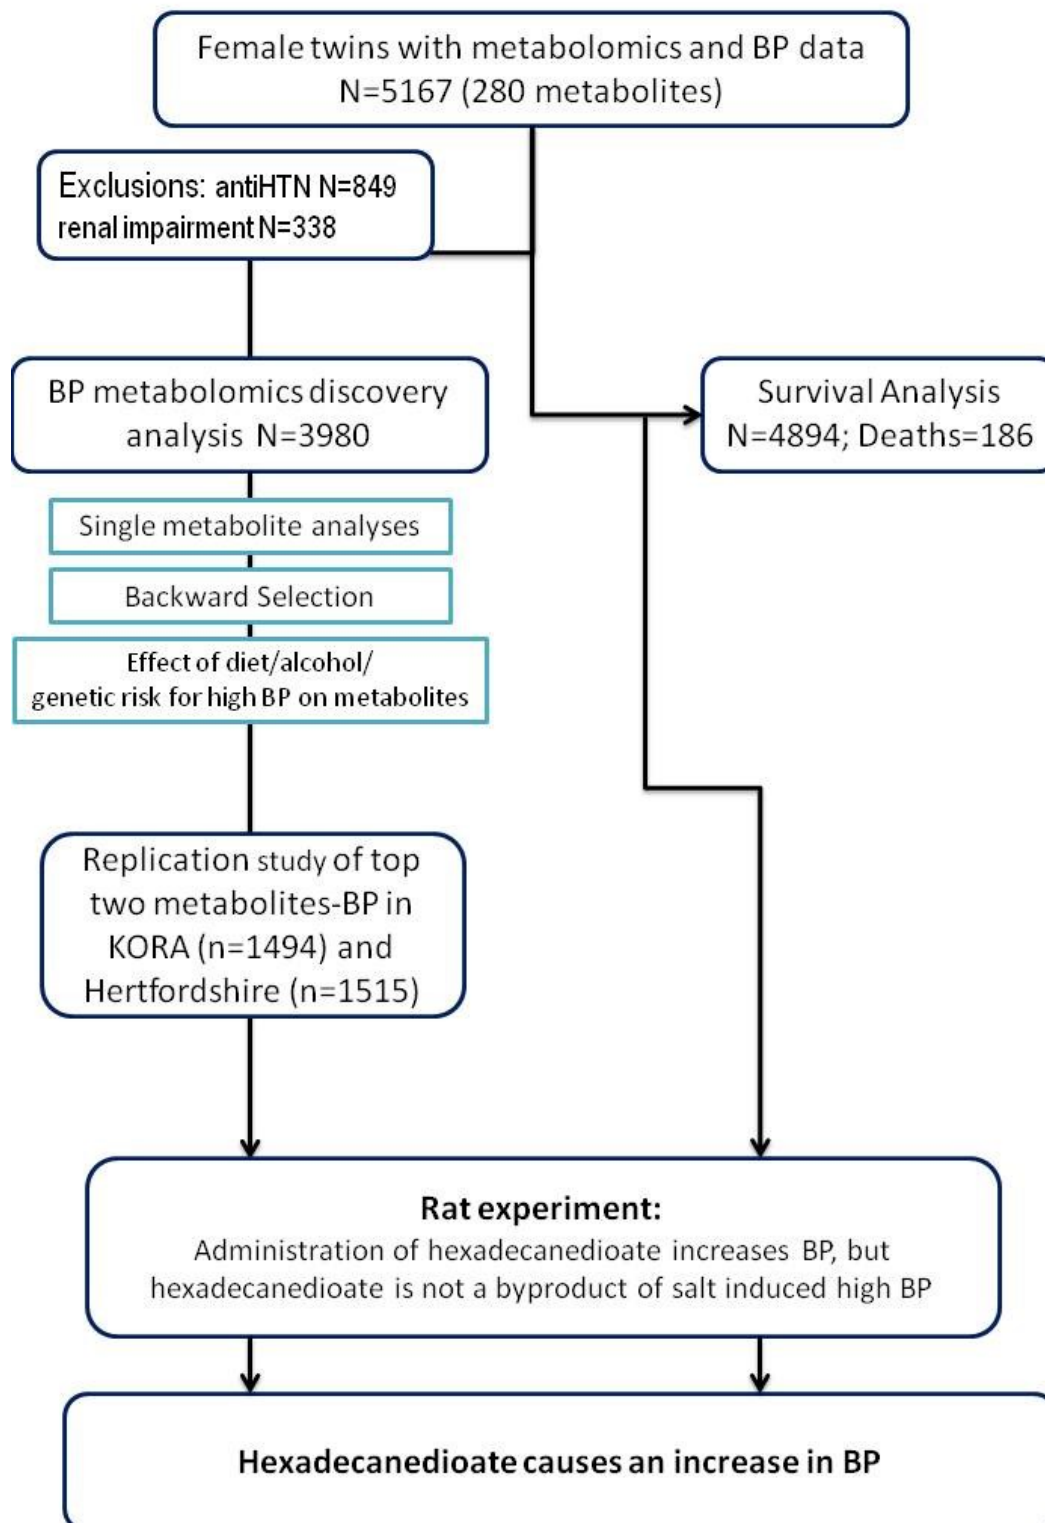 Female twins with metabolomics and BP data
N=5167 (280 metabolites)
Exclusions: antiHTN N=849
renal impairment N=338
BP metabolomics discovery
analysis N=3980
Survival Analysis
N=4894; Deaths=186
Single metabolite analyses
Backward Selection
Effect of diet/alcohol/
genetic risk for high BP on metabolites
Replication study of top
two metabolites-BP in
KORA (n=1494) and
Hertfordshire (n=1515)
Rat experiment:
Administration of hexadecanedioate increases BP, but
hexadecanedioate is not a byproduct of salt induced high BP
Hexadecanedioate causes an increase in BP